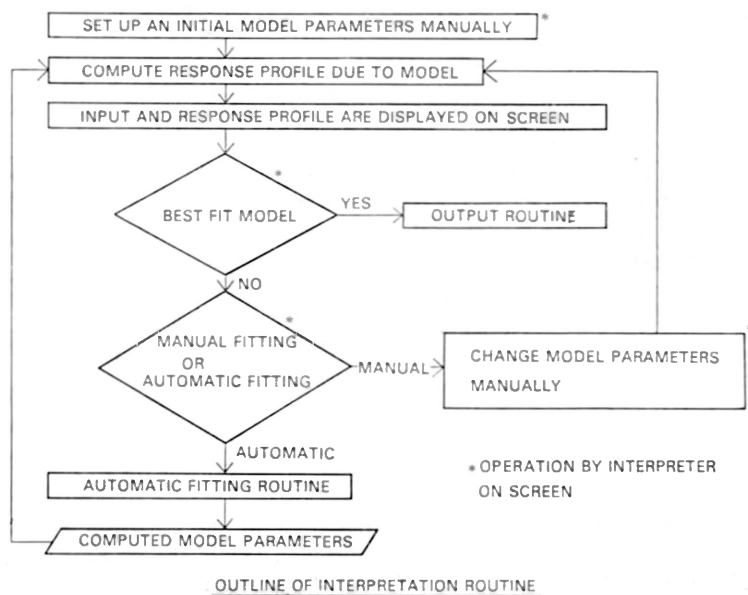 SET UP AN INITIAL MODEL PARAMETERS MANUALLY *
COMPUTE RESPONSE PROFILE DUE TO MODEL
INPUT AND RESPONSE PROFILE ARE DISPLAYED ON SCREEN
*
BEST FIT MODEL
YES
OUTPUT ROUTINE
NO
*
MANUAL FITTING
OR
AUTOMATIC FITTING
MANUAL
CHANGE MODEL PARAMETERS
MANUALLY
AUTOMATIC
AUTOMATIC FITTING ROUTINE
* OPERATION BY INTERPRETER
ON SCREEN
COMPUTED MODEL PARAMETERS
OUTLINE OF INTERPRETATION ROUTINE